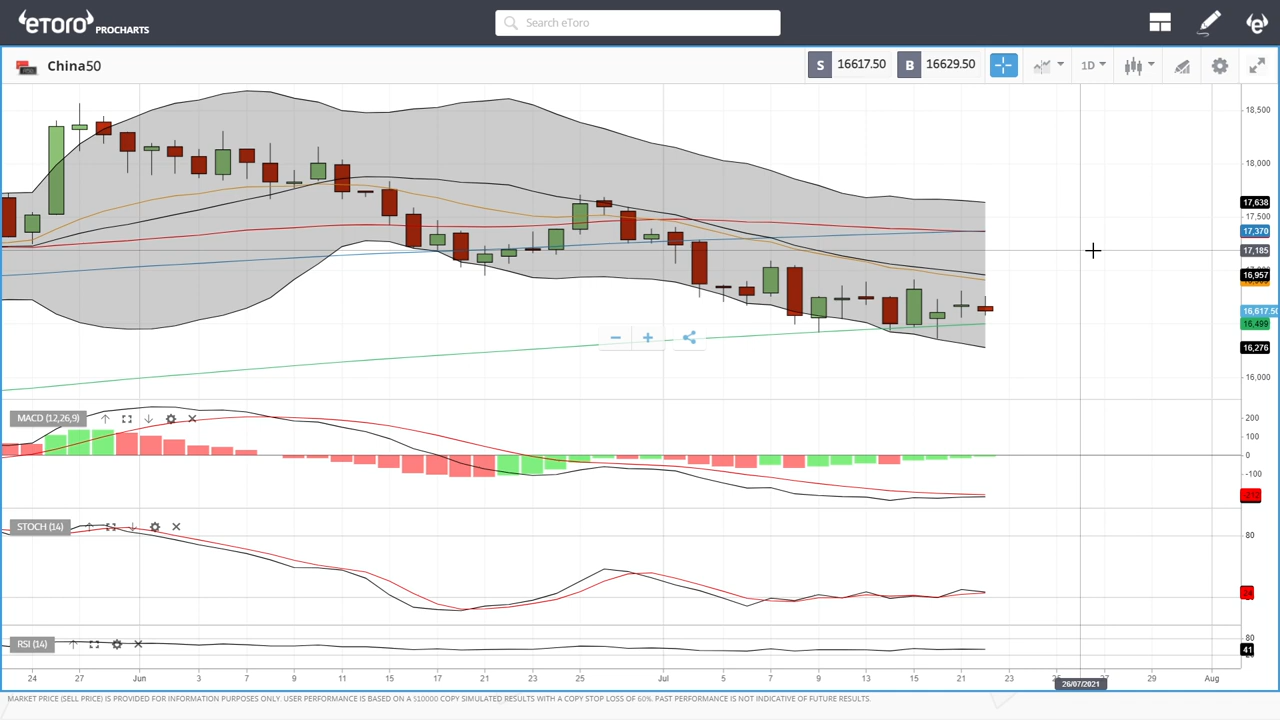 eToro PROCHARTS
Search eToro
China50
S 16617.50 B 16629.50
1D
18,500
18,000
17,638
17,500
17,370
17,185
16,957
16,617.50
16,499
16,276
16,000
MACD (12,26,9)
200
100
0
-100
-212
STOCH (14)
80
24
RSI (14)
80
41
24 27 Jun 3 7 9 11 15 17 21 23 25 Jul 5 7 9 13 15 21 23 29 Aug
26/07/2021
MARKET PRICE (SELL PRICE) IS PROVIDED FOR INFORMATION PURPOSES ONLY. USER PERFORMANCE IS BASED ON A $10000 COPY SIMULATED RESULTS WITH A COPY STOP LOSS OF 60%. PAST PERFORMANCE IS NOT INDICATIVE OF FUTURE RESULTS.